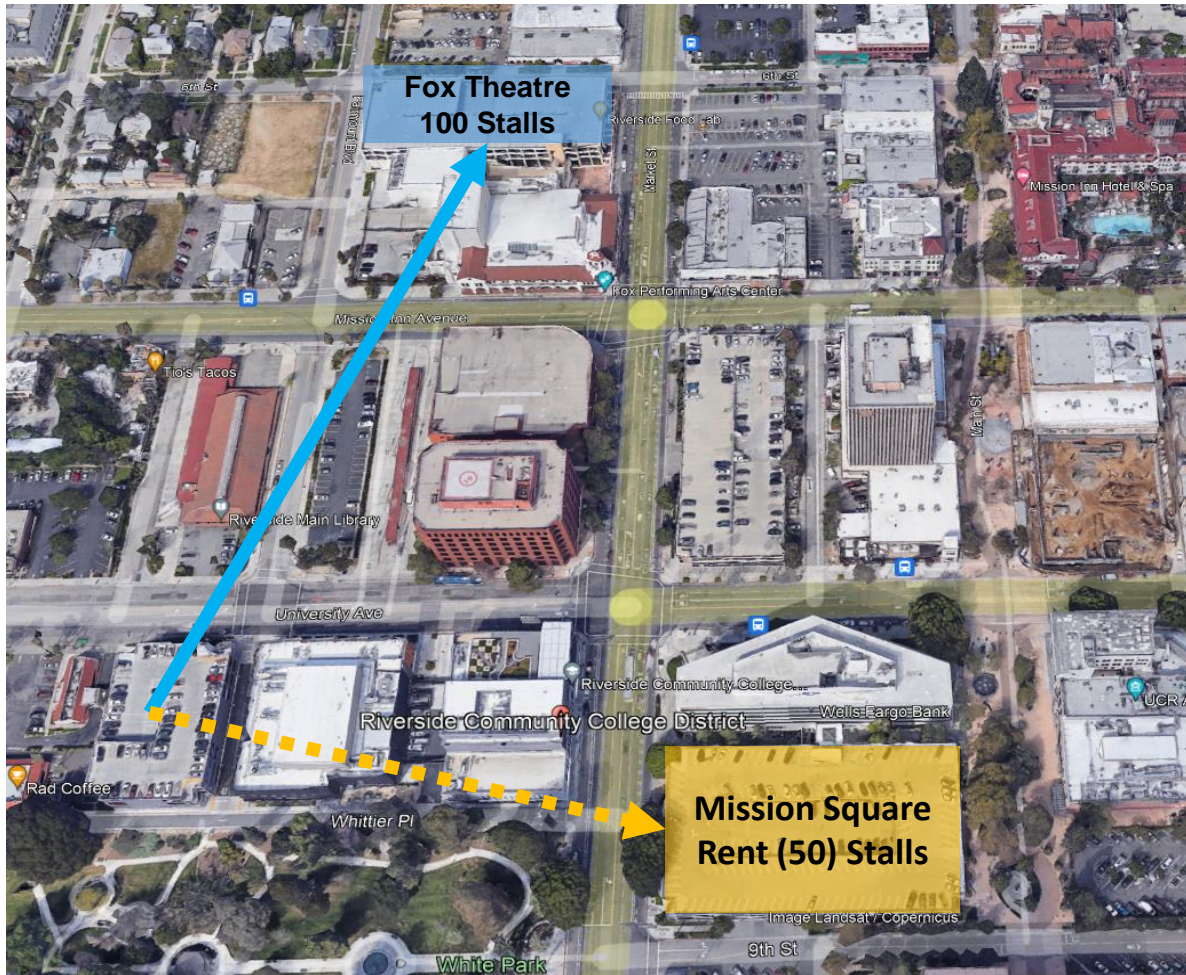 6th St
6th St
Fox Theatre
100 Stalls
Riverside Food Lab
Fairmount Blvd
Market St
Mission Inn Hotel & Spa
Fox Performing Arts Center
Mission Inn Avenue
Tio's Tacos
Main St
Riverside Main Library
University Ave
Riverside Community College...
Riverside Community College District
Wells Fargo Bank
UCR A
Rad Coffee
Mission Square
Rent (50) Stalls
Whittier Pl
Image Landsat / Copernicus
9th St
White Park